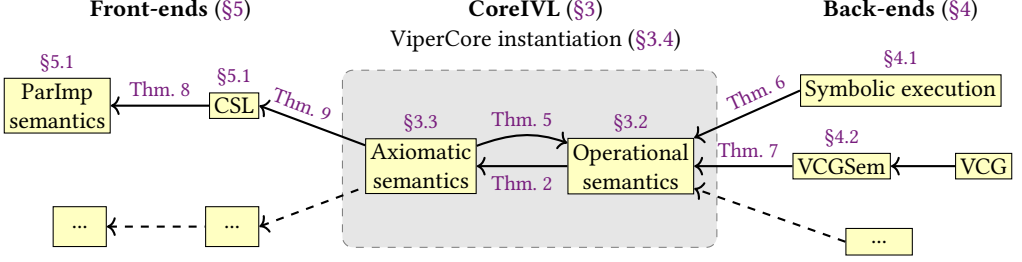 Front-ends (§5)
CoreIVL (§3)
Back-ends (§4)
ViperCore instantiation (§3.4)
§5.1
ParImp
semantics
Thm. 8
§5.1
CSL
Thm. 9
§3.3
Axiomatic
semantics
Thm. 5
Thm. 2
§3.2
Operational
semantics
Thm. 6
§4.1
Symbolic execution
Thm. 7
§4.2
VCGSem
VCG
...
...
...